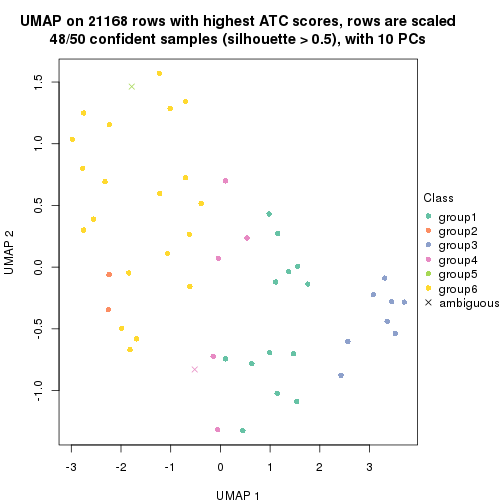 UMAP on 21168 rows with highest ATC scores, rows are scaled
48/50 confident samples (silhouette > 0.5), with 10 PCs
1.5
1.0
0.5
0.0
-0.5
-1.0
UMAP 2
-3 -2 -1 0 1 2 3
UMAP 1
Class
group1
group2
group3
group4
group5
group6
ambiguous